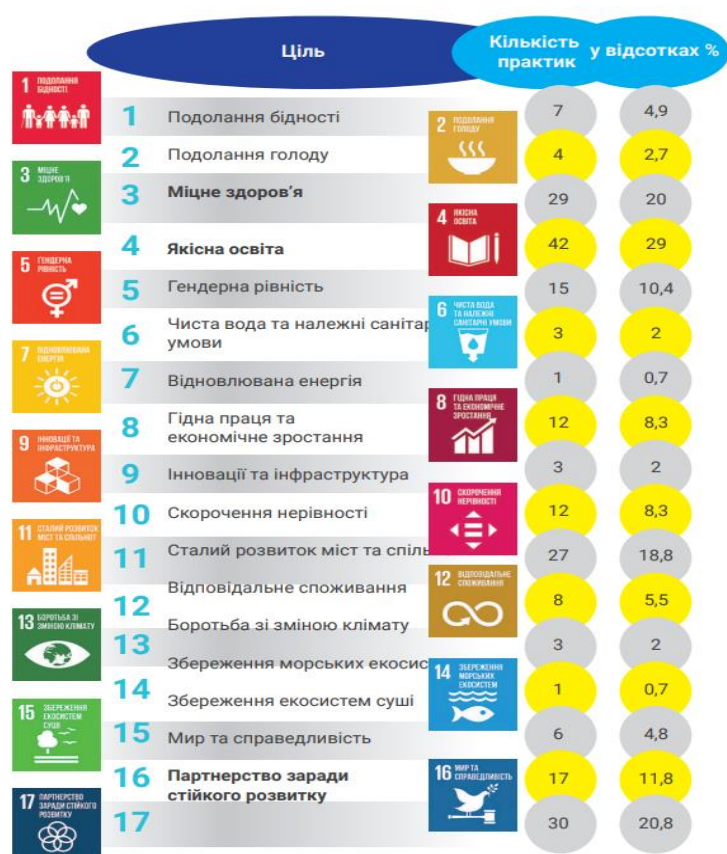 Ціль
Кількість практик
у відсотках %
1 ПОДОЛАННЯ БІДНОСТІ
1 Подолання бідності 7 4,9
2 ПОДОЛАННЯ ГОЛОДУ
2 Подолання голоду 4 2,7
3 МІЦНЕ ЗДОРОВ'Я
3 Міцне здоров'я 29 20
4 ЯКІСНА ОСВІТА
4 Якісна освіта 42 29
5 ГЕНДЕРНА РІВНІСТЬ
5 Гендерна рівність 15 10,4
6 ЧИСТА ВОДА ТА НАЛЕЖНІ САНІТАРНІ УМОВИ
6 Чиста вода та належні санітар
умови 3 2
7 ВІДНОВЛЮВАНА ЕНЕРГІЯ
7 Відновлювана енергія 1 0,7
8 ГІДНА ПРАЦЯ ТА ЕКОНОМІЧНЕ ЗРОСТАННЯ
8 Гідна праця та
економічне зростання 12 8,3
9 ІННОВАЦІЇ ТА ІНФРАСТРУКТУРА
9 Інновації та інфраструктура 3 2
10 СКОРОЧЕННЯ НЕРІВНОСТІ
10 Скорочення нерівності 12 8,3
11 СТАЛИЙ РОЗВИТОК МІСТ ТА СПІЛЬНОТ
11 Сталий розвиток міст та спіль 27 18,8
12 ВІДПОВІДАЛЬНЕ СПОЖИВАННЯ
Відповідальне споживання
12 8 5,5
13 БОРОТЬБА ЗІ ЗМІНОЮ КЛІМАТУ
Боротьба зі зміною клімату
13 3 2
14 ЗБЕРЕЖЕННЯ МОРСЬКИХ ЕКОСИСТЕМ
Збереження морських екосис
14 1 0,7
15 ЗБЕРЕЖЕННЯ ЕКОСИСТЕМ СУШІ
Збереження екосистем суші
15 Мир та справедливість 6 4,8
16 МИР ТА СПРАВЕДЛИВІСТЬ
16 Партнерство заради
стійкого розвитку 17 11,8
17 ПАРТНЕРСТВО ЗАРАДИ СТІЙКОГО РОЗВИТКУ
17 30 20,8